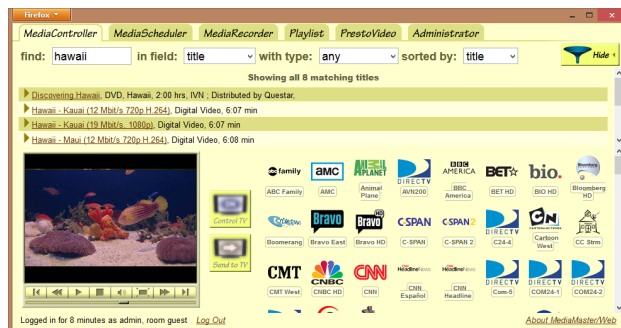 Firefox
MediaController MediaScheduler MediaRecorder Playlist PrestoVideo Administrator
find: hawaii in field: title with type: any sorted by: title Hide
Showing all 8 matching titles
Discovering Hawaii, DVD, Hawaii, 2:00 hrs, IVN ; Distributed by Questar,
Hawaii - Kauai (12 Mbit/s 720p H.264), Digital Video, 6:07 min
Hawaii - Kauai (19 Mbit/s, 1080p), Digital Video, 6:07 min
Hawaii - Maui (12 Mbit/s 720p H.264), Digital Video, 6:08 min
family amc ANIMAL PLANET DIRECTV BBC AMERICA BET bio. Bloomberg
ABC Family AMC Animal Plane AVN200 BBC America BET HD BIO HD Bloomberg HD
Control TV
Boomerang Bravo Bravo HD C-SPAN C-SPAN 2 DIRECTV CN CARTOON NETWORK
Boomerang Bravo East Bravo HD C-SPAN C-SPAN 2 C24-4 Cartoon West CC Strm
Send to TV
CMT CNBC CNN HeadlineNews HeadlineNews DIRECTV DIRECTV DIRECTV
CMT West CNBC HD CNN CNN Español CNN Headline Com-5 COM24-1 COM24-2
Logged in for 8 minutes as admin, room guest Log Out About MediaMaster/Web